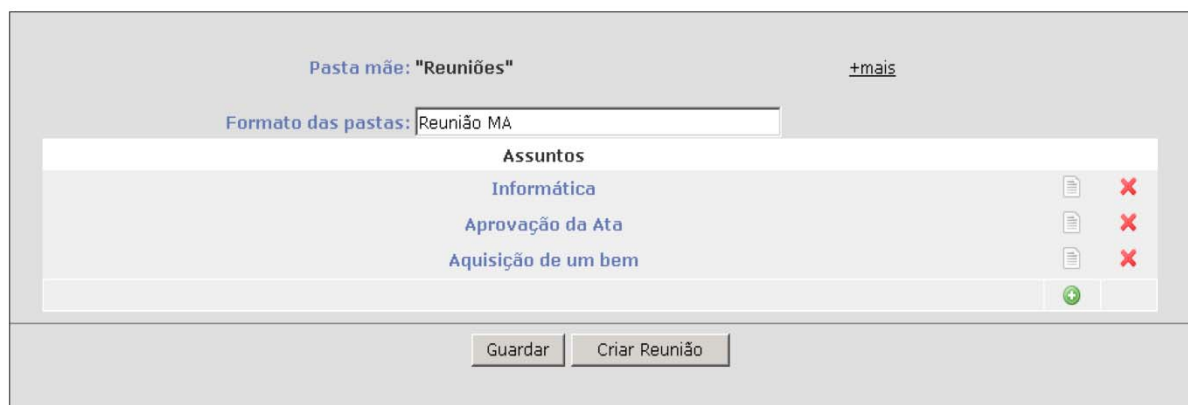 Pasta mãe: "Reuniões" +mais
Formato das pastas: Reunião MA
Assuntos
Informática
Aprovação da Ata
Aquisição de um bem
Guardar Criar Reunião